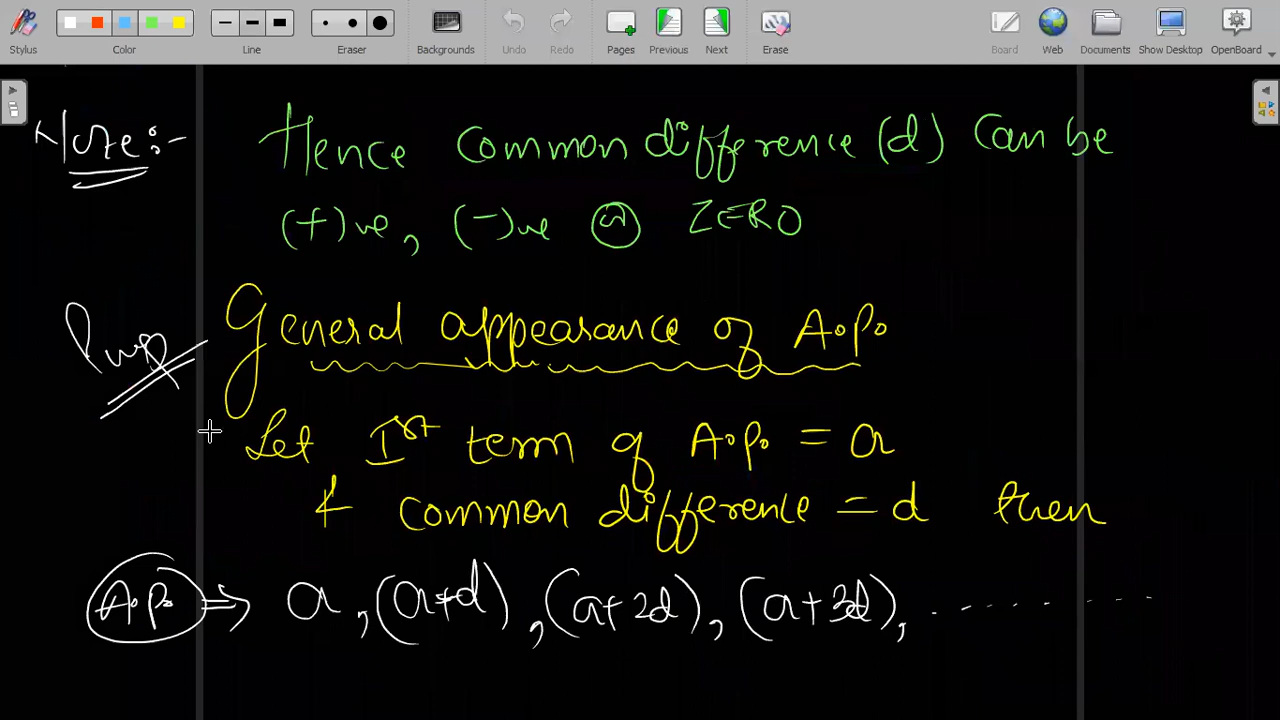 Stylus Color Line Eraser Backgrounds Undo Redo Pages Previous Next Erase Board Web Documents Show Desktop OpenBoard
Note:- Hence common difference (d) can be
(+)ve, (-)ve or ZERO
General appearance of A.P.
Let Ist term of A.P. = a
& common difference = d then
A.P. ⇒ a, (a+d), (a+2d), (a+3d), ..........